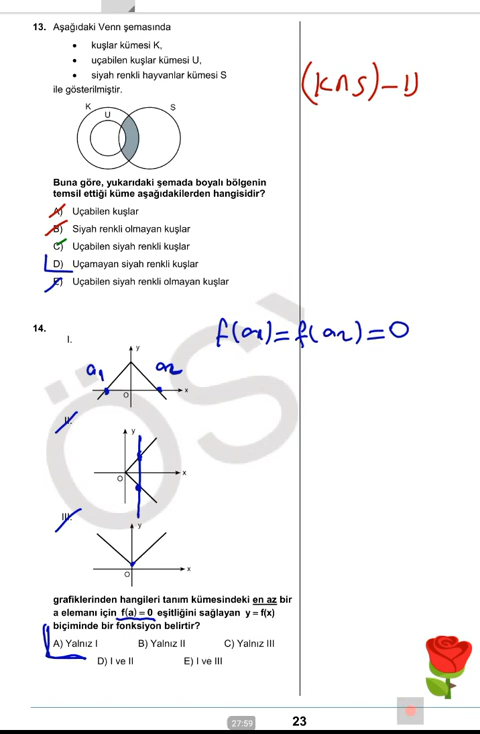 13. Aşağıdaki Venn şemasında
• kuşlar kümesi K,
• uçabilen kuşlar kümesi U,
• siyah renkli hayvanlar kümesi S
ile gösterilmiştir.
(K∩S)-U
K
U
S
Buna göre, yukarıdaki şemada boyalı bölgenin
temsil ettiği küme aşağıdakilerden hangisidir?
A) Uçabilen kuşlar
B) Siyah renkli olmayan kuşlar
C) Uçabilen siyah renkli kuşlar
D) Uçamayan siyah renkli kuşlar
E) Uçabilen siyah renkli olmayan kuşlar
14.
f(a1)=f(a2)=0
I.
y
a1
a2
O
x
II.
y
O
x
III.
y
O
x
ÖS
grafiklerinden hangileri tanım kümesindeki en az bir
a elemanı için f(a) = 0 eşitliğini sağlayan y = f(x)
biçiminde bir fonksiyon belirtir?
A) Yalnız I B) Yalnız II C) Yalnız III
D) I ve II E) I ve III
27:59
23